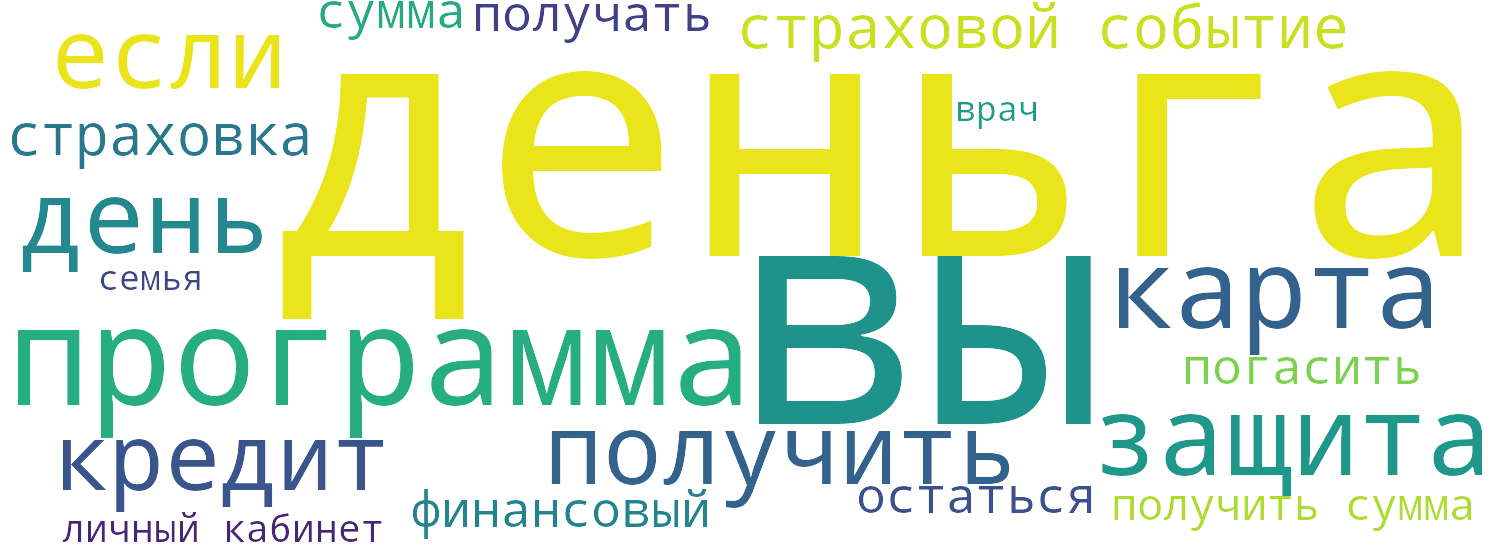 сумма
получать
страховой событие
если
деньга
врач
страховка
день
семья
вы
карта
программа
погасить
защита
кредит
получить
остаться
финансовый
получить сумма
личный кабинет